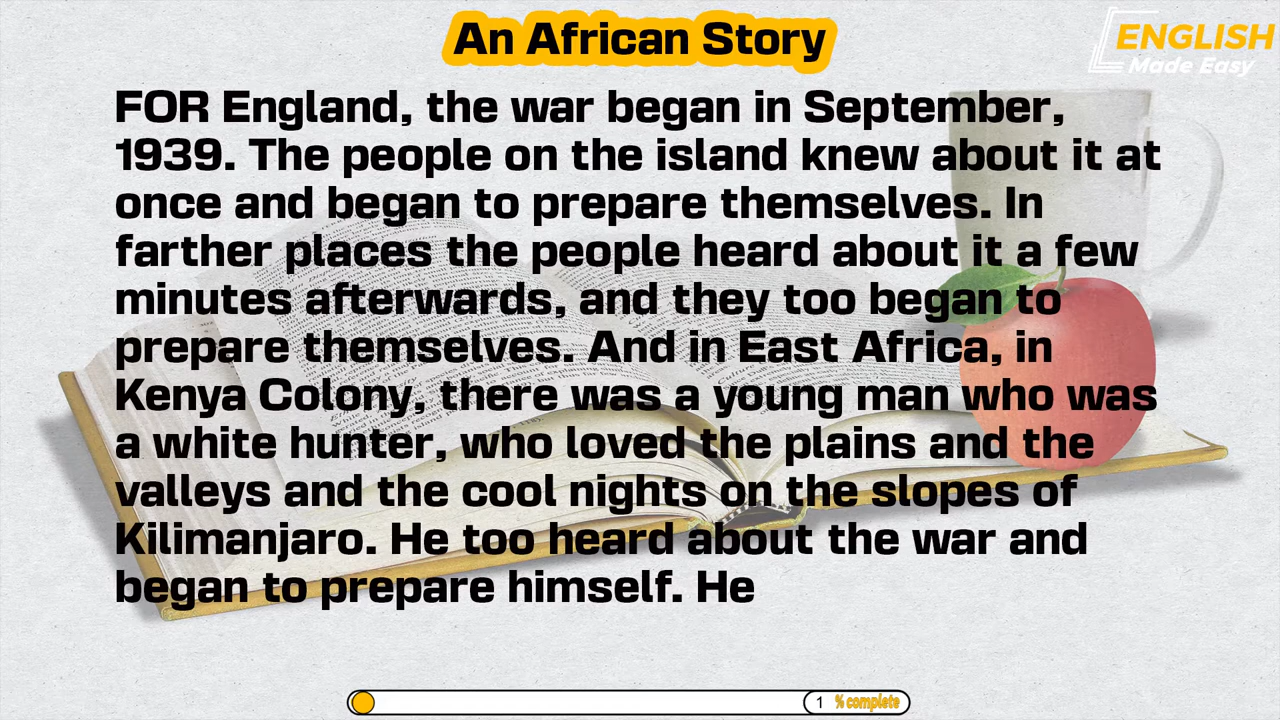 An African Story
ENGLISH
Made Easy
FOR England, the war began in September,
1939. The people on the island knew about it at
once and began to prepare themselves. In
farther places the people heard about it a few
minutes afterwards, and they too began to
prepare themselves. And in East Africa, in
Kenya Colony, there was a young man who was
a white hunter, who loved the plains and the
valleys and the cool nights on the slopes of
Kilimanjaro. He too heard about the war and
began to prepare himself. He
1 % complete